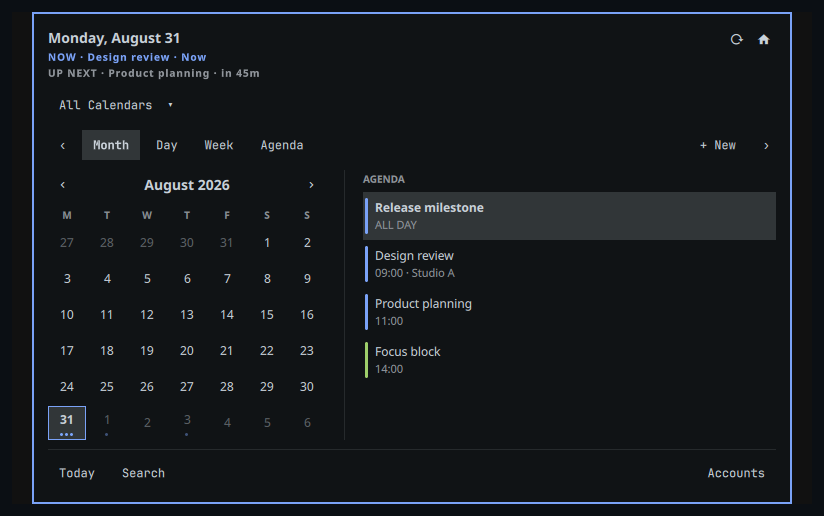 Monday, August 31
NOW · Design review · Now
UP NEXT · Product planning · in 45m
All Calendars ▾
‹ Month Day Week Agenda + New ›
‹ August 2026 ›
M T W T F S S
27 28 29 30 31 1 2
3 4 5 6 7 8 9
10 11 12 13 14 15 16
17 18 19 20 21 22 23
24 25 26 27 28 29 30
31 1 2 3 4 5 6
AGENDA
Release milestone
ALL DAY
Design review
09:00 · Studio A
Product planning
11:00
Focus block
14:00
Today Search Accounts